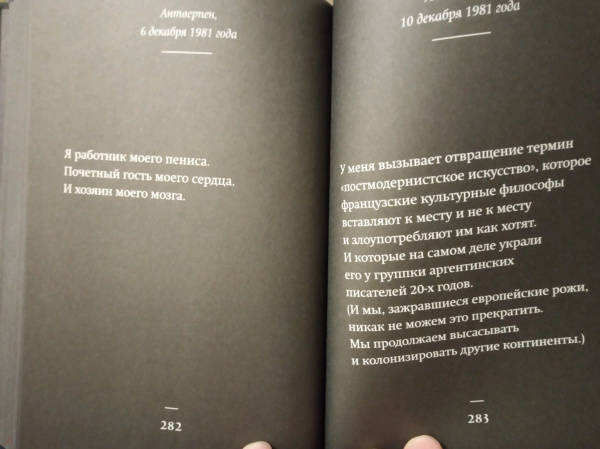 Антверпен,
6 декабря 1981 года
Я работник моего пениса.
Почетный гость моего сердца.
И хозяин моего мозга.
282
10 декабря 1981 года
У меня вызывает отвращение термин
«постмодернистское искусство», которое
французские культурные философы
вставляют к месту и не к месту
и злоупотребляют им как хотят.
И которые на самом деле украли
его у группки аргентинских
писателей 20-х годов.
(И мы, зажравшиеся европейские рожи,
никак не можем это прекратить.
Мы продолжаем высасывать
и колонизировать другие континенты.)
283